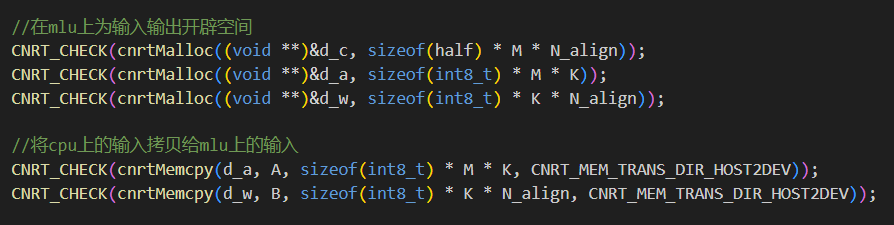 //在mlu上为输入输出开辟空间
CNRT_CHECK(cnrtMalloc((void **)&d_c, sizeof(half) * M * N_align));
CNRT_CHECK(cnrtMalloc((void **)&d_a, sizeof(int8_t) * M * K));
CNRT_CHECK(cnrtMalloc((void **)&d_w, sizeof(int8_t) * K * N_align));
//将cpu上的输入拷贝给mlu上的输入
CNRT_CHECK(cnrtMemcpy(d_a, A, sizeof(int8_t) * M * K, CNRT_MEM_TRANS_DIR_HOST2DEV));
CNRT_CHECK(cnrtMemcpy(d_w, B, sizeof(int8_t) * K * N_align, CNRT_MEM_TRANS_DIR_HOST2DEV));